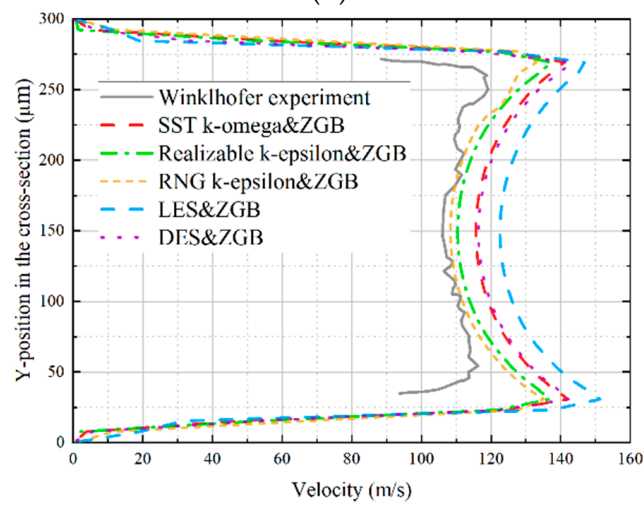 300
250
200
150
100
50
0
Y-position in the cross-section (μm)
Winklhofer experiment
SST k-omega&ZGB
Realizable k-epsilon&ZGB
RNG k-epsilon&ZGB
LES&ZGB
DES&ZGB
0 20 40 60 80 100 120 140 160
Velocity (m/s)